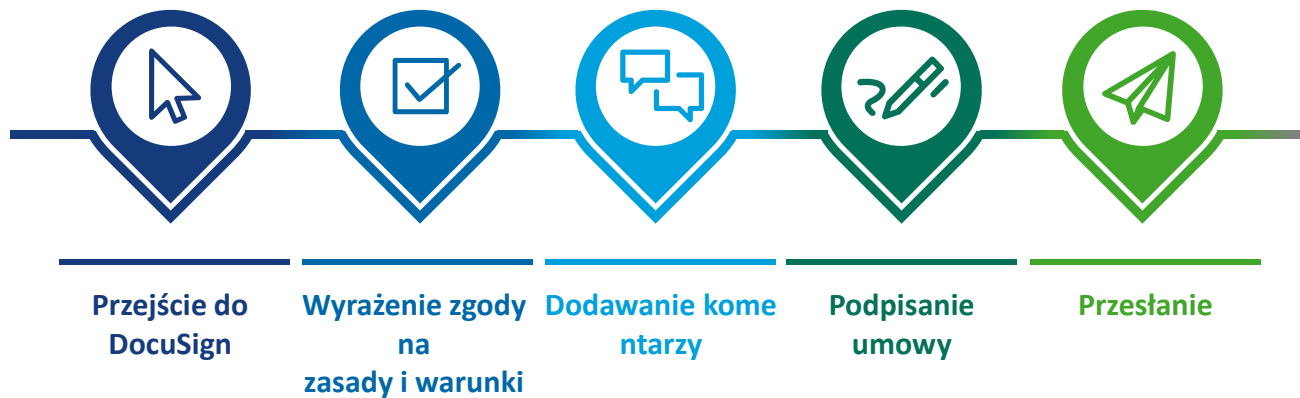 Przejście do
DocuSign
Wyrażenie zgody
na
zasady i warunki
Dodawanie kome
ntarzy
Podpisanie
umowy
Przesłanie